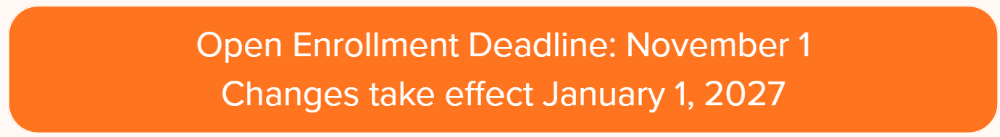 Open Enrollment Deadline: November 1
Changes take effect January 1, 2027